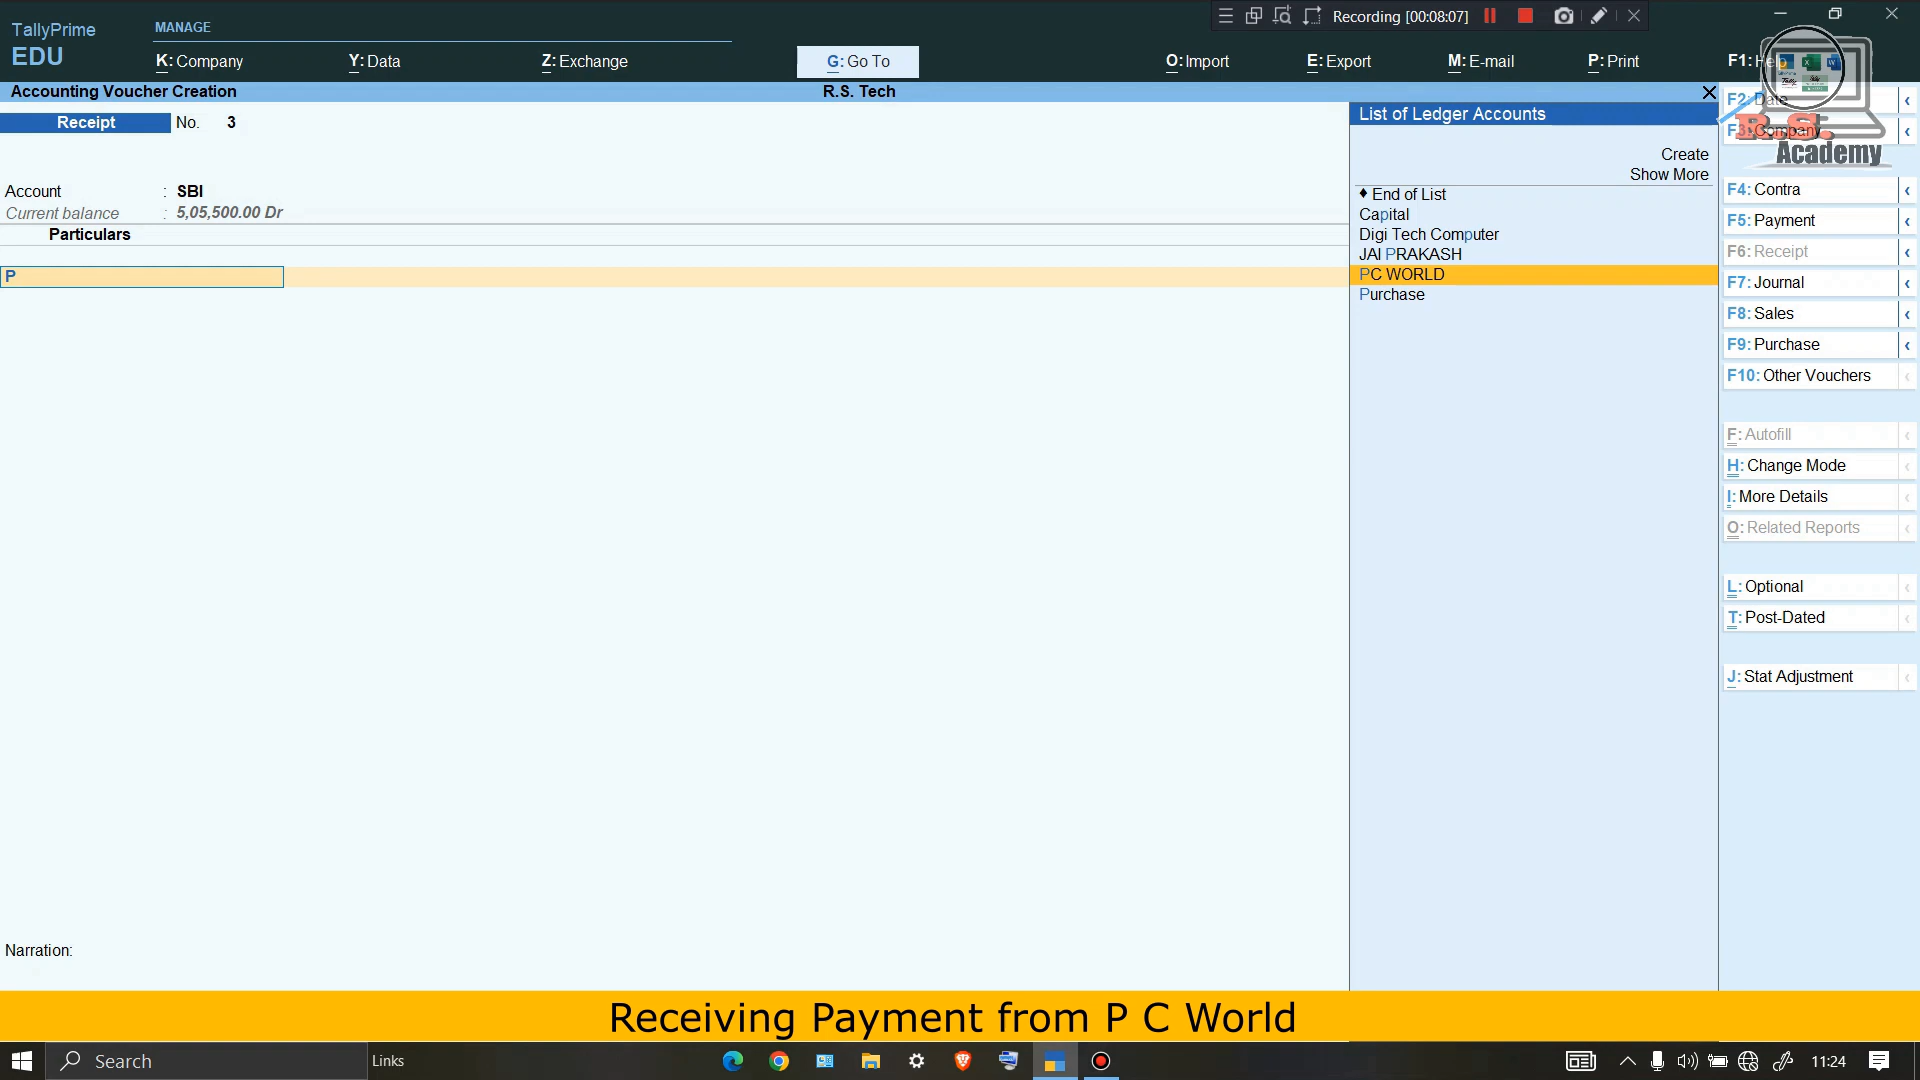 Recording [00:08:07]
TallyPrime
EDU
MANAGE
K: Company
Y: Data
Z: Exchange
G: Go To
O: Import
E: Export
M: E-mail
P: Print
F1: Help
Accounting Voucher Creation
R.S. Tech
Receipt No. 3
Account : SBI
Current balance : 5,05,500.00 Dr
Particulars
P
Narration:
List of Ledger Accounts
Create
Show More
♦ End of List
Capital
Digi Tech Computer
JAI PRAKASH
PC WORLD
Purchase
F2: Date
F3: Company
R.S.
Academy
F4: Contra
F5: Payment
F6: Receipt
F7: Journal
F8: Sales
F9: Purchase
F10: Other Vouchers
F: Autofill
H: Change Mode
I: More Details
O: Related Reports
L: Optional
T: Post-Dated
J: Stat Adjustment
Receiving Payment from P C World
Search
Links
11:24